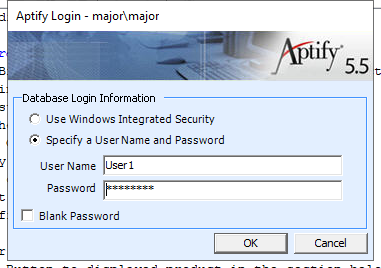 Aptify Login - major\major
Aptify 5.5
Database Login Information
Use Windows Integrated Security
Specify a User Name and Password
User Name User1
Password ********
Blank Password
OK Cancel